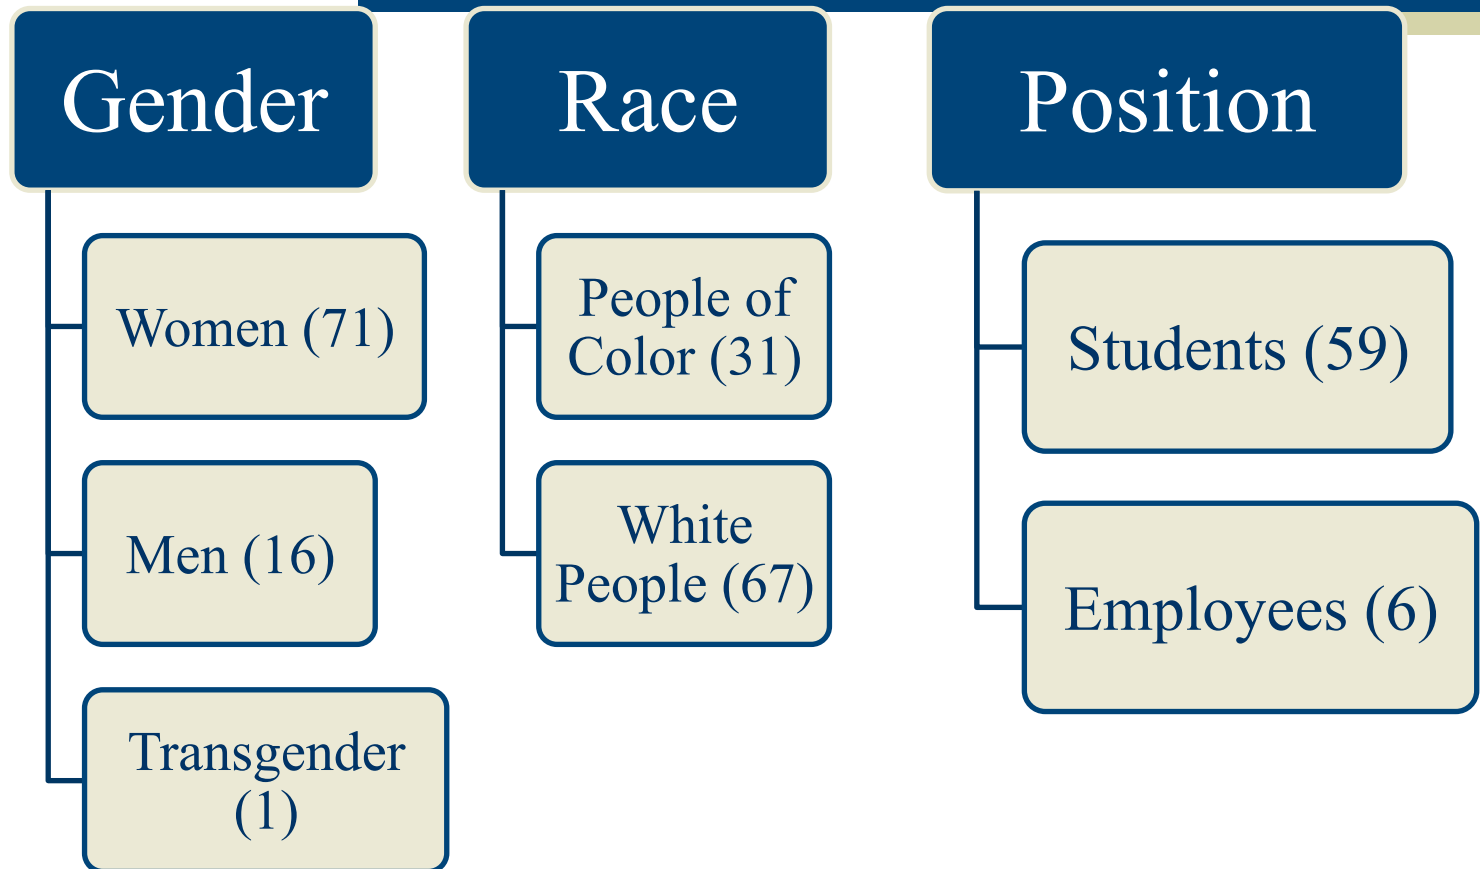 Gender
Women (71)
Men (16)
Transgender
(1)
Race
People of
Color (31)
White
People (67)
Position
Students (59)
Employees (6)